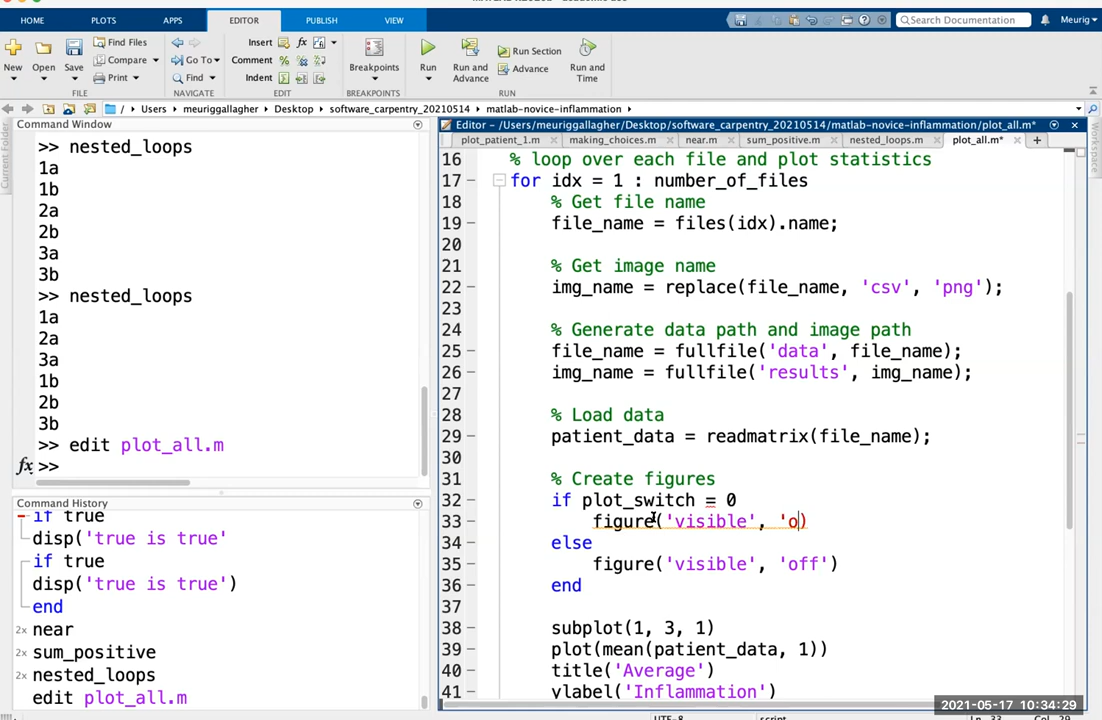 HOME PLOTS APPS EDITOR PUBLISH VIEW
Search Documentation Meurig
New Open Save Find Files Compare Print
FILE
Go To Find
NAVIGATE
Insert fx
Comment
Indent
EDIT
Breakpoints
BREAKPOINTS
Run Run and Advance Run Section Advance Run and Time
RUN
/ Users meuriggallagher Desktop software_carpentry_20210514 matlab-novice-inflammation
Current Folder
Command Window
>> nested_loops
1a
1b
2a
2b
3a
3b
>> nested_loops
1a
2a
3a
1b
2b
3b
>> edit plot_all.m
fx >>
Command History
if true
disp('true is true'
if true
disp('true is true')
end
2x near
2x sum_positive
2x nested_loops
edit plot_all.m
Editor - /Users/meuriggallagher/Desktop/software_carpentry_20210514/matlab-novice-inflammation/plot_all.m*
plot_patient_1.m making_choices.m near.m sum_positive.m nested_loops.m plot_all.m*
16 % loop over each file and plot statistics
17 for idx = 1 : number_of_files
18 % Get file name
19 file_name = files(idx).name;
20
21 % Get image name
22 img_name = replace(file_name, 'csv', 'png');
23
24 % Generate data path and image path
25 file_name = fullfile('data', file_name);
26 img_name = fullfile('results', img_name);
27
28 % Load data
29 patient_data = readmatrix(file_name);
30
31 % Create figures
32 if plot_switch = 0
33 figure('visible', 'o)
34 else
35 figure('visible', 'off')
36 end
37
38 subplot(1, 3, 1)
39 plot(mean(patient_data, 1))
40 title('Average')
41 ylabel('Inflammation')
Workspace
2021-05-17 10:34:29